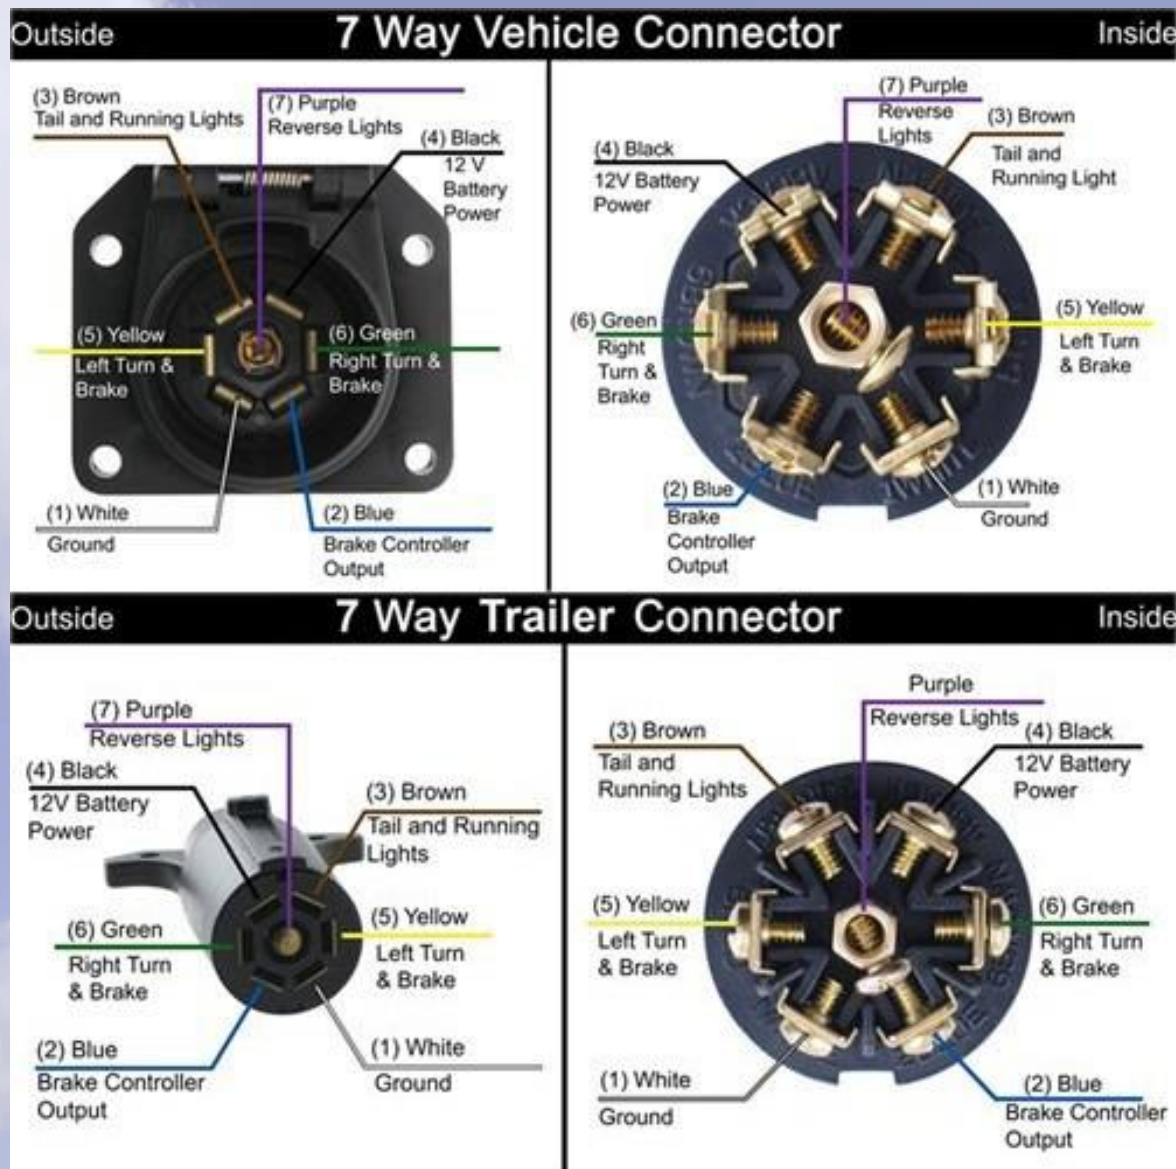 Outside
7 Way Vehicle Connector
Inside
(3) Brown
Tail and Running Lights
(7) Purple
Reverse Lights
(4) Black
12 V
Battery
Power
(5) Yellow
Left Turn &
Brake
(6) Green
Right Turn &
Brake
(1) White
Ground
(2) Blue
Brake Controller
Output
(7) Purple
Reverse
Lights
(3) Brown
Tail and
Running Light
(4) Black
12V Battery
Power
(6) Green
Right
Turn &
Brake
(5) Yellow
Left Turn
& Brake
(2) Blue
Brake
Controller
Output
(1) White
Ground
Outside
7 Way Trailer Connector
Inside
(7) Purple
Reverse Lights
(4) Black
12V Battery
Power
(3) Brown
Tail and Running
Lights
(6) Green
Right Turn
& Brake
(5) Yellow
Left Turn
& Brake
(2) Blue
Brake Controller
Output
(1) White
Ground
Purple
Reverse Lights
(3) Brown
Tail and
Running Lights
(4) Black
12V Battery
Power
(5) Yellow
Left Turn
& Brake
(6) Green
Right Turn
& Brake
(1) White
Ground
(2) Blue
Brake Controller
Output